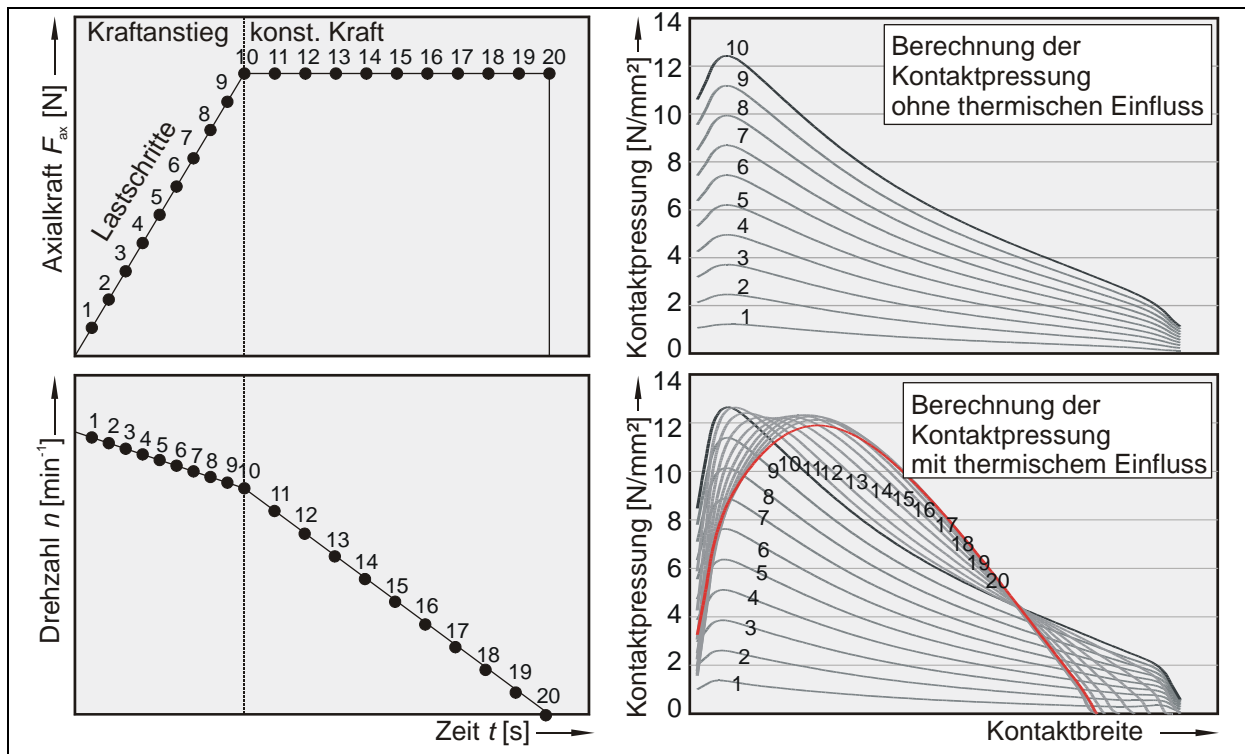 Kraftanstieg
konst. Kraft
Axialkraft Fax [N]
Lastschritte
1
2
3
4
5
6
7
8
9
10 11 12 13 14 15 16 17 18 19 20
Drehzahl n [min-1]
1 2 3 4 5 6 7 8 9 10
11
12
13
14
15
16
17
18
19
20
Zeit t [s]
Kontaktpressung [N/mm²]
14
12
10
8
6
4
2
0
Berechnung der
Kontaktpressung
ohne thermischen Einfluss
10
9
8
7
6
5
4
3
2
1
Kontaktpressung [N/mm²]
14
12
10
8
6
4
2
0
Berechnung der
Kontaktpressung
mit thermischem Einfluss
9 10 11 12 13 14 15 16 17 18 19 20
8
7
6
5
4
3
2
1
Kontaktbreite